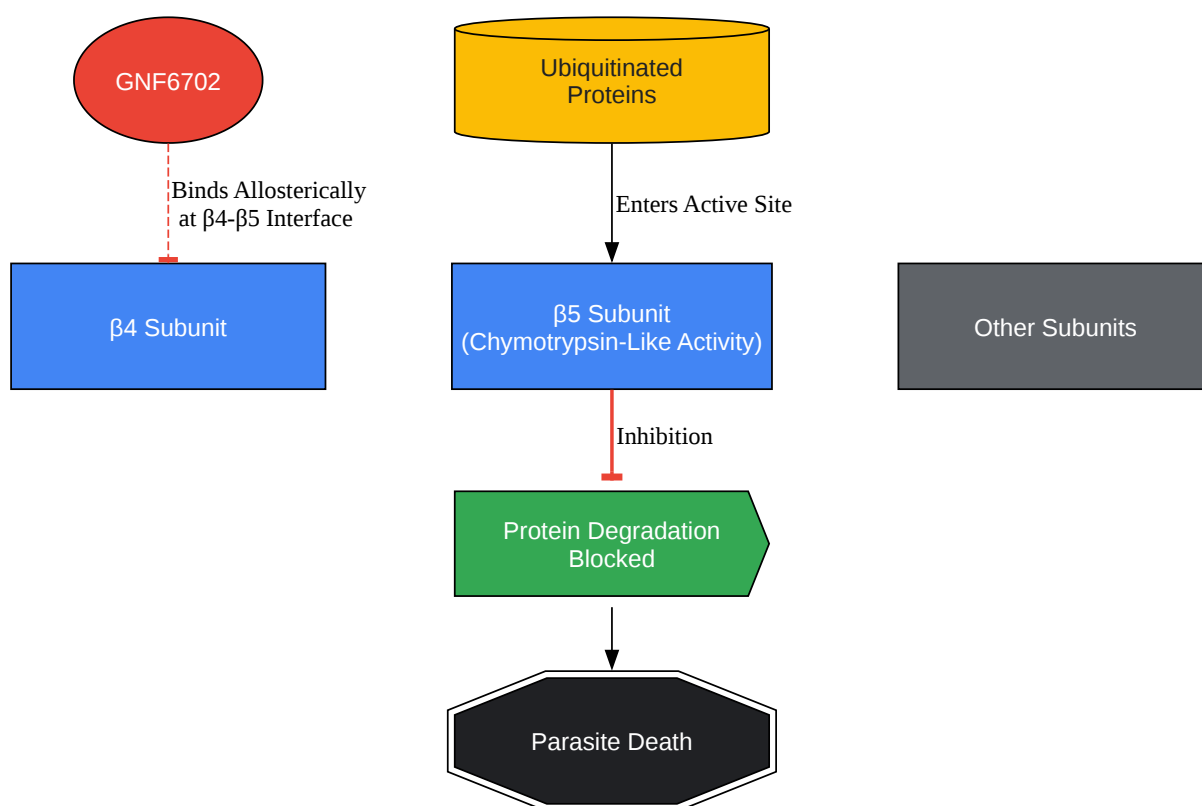 GNF6702
Ubiquitinated
Proteins
Binds Allosterically
at β4-β5 Interface
Enters Active Site
β4 Subunit
β5 Subunit
(Chymotrypsin-Like Activity)
Other Subunits
Inhibition
Protein Degradation
Blocked
Parasite Death